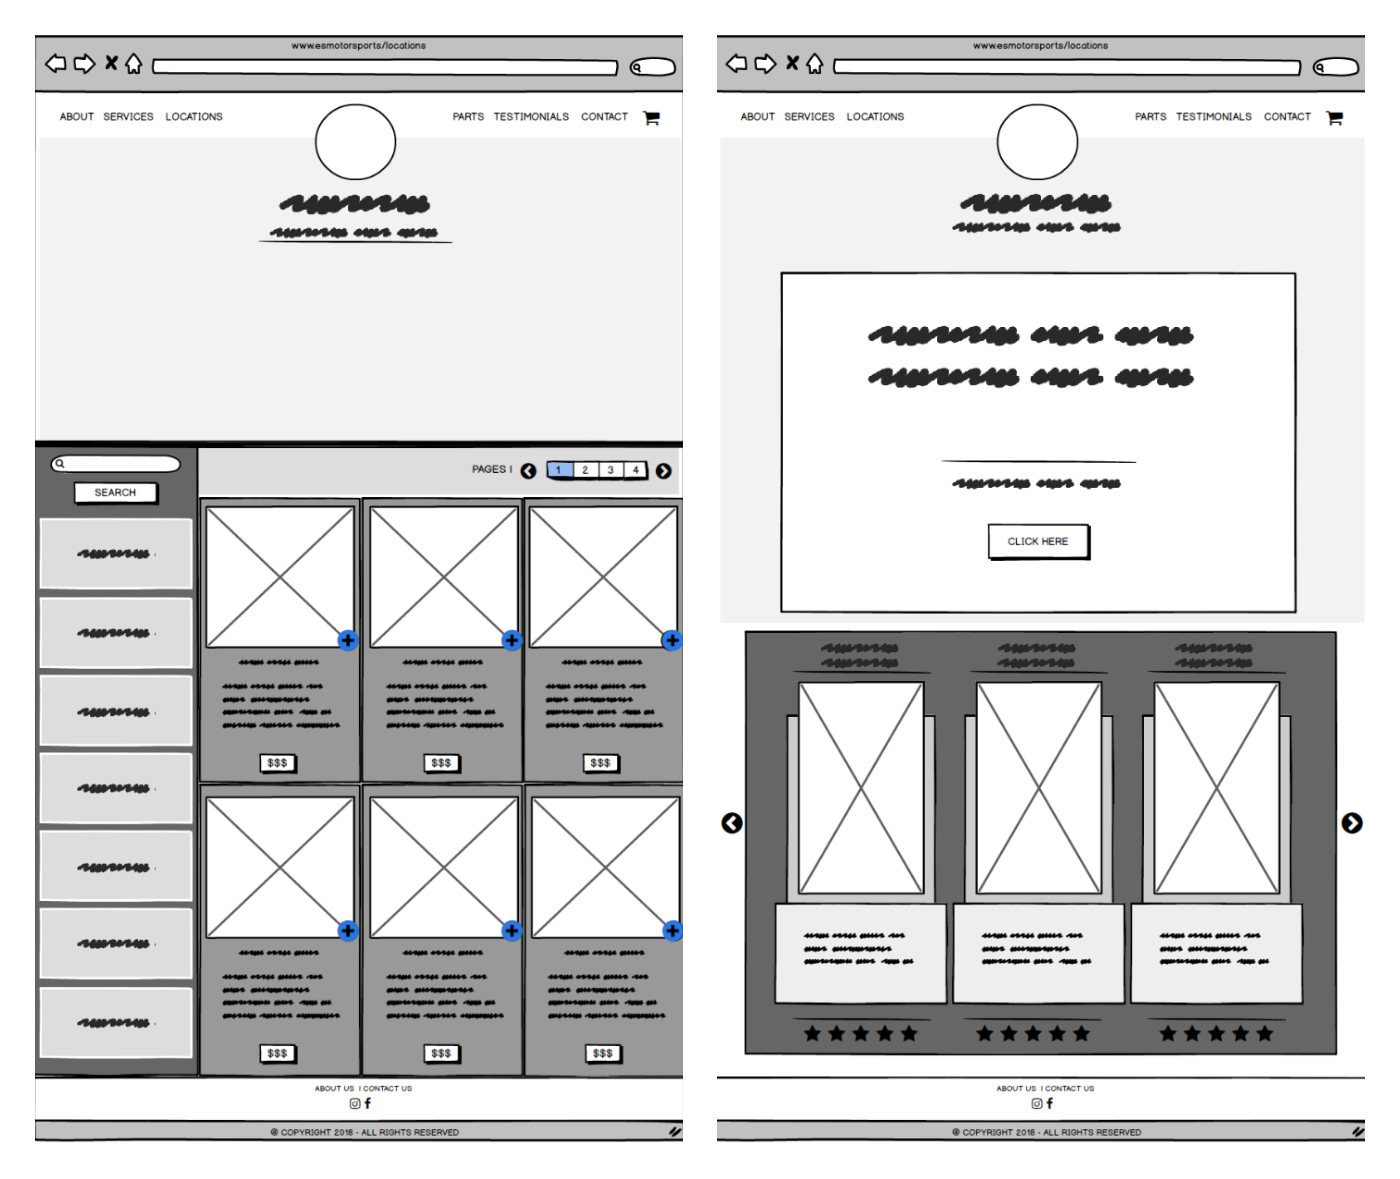 www.esmotorsports/locations
ABOUT SERVICES LOCATIONS PARTS TESTIMONIALS CONTACT
PAGES | 1 2 3 4
SEARCH
$$$ $$$ $$$
$$$ $$$ $$$
ABOUT US | CONTACT US
@ COPYRIGHT 2018 - ALL RIGHTS RESERVED
www.esmotorsports/locations
ABOUT SERVICES LOCATIONS PARTS TESTIMONIALS CONTACT
CLICK HERE
ABOUT US | CONTACT US
@ COPYRIGHT 2018 - ALL RIGHTS RESERVED